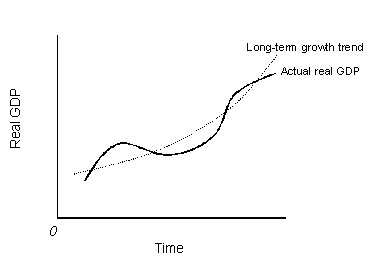 Long-term growth trend
Actual real GDP
Real GDP
0
Time